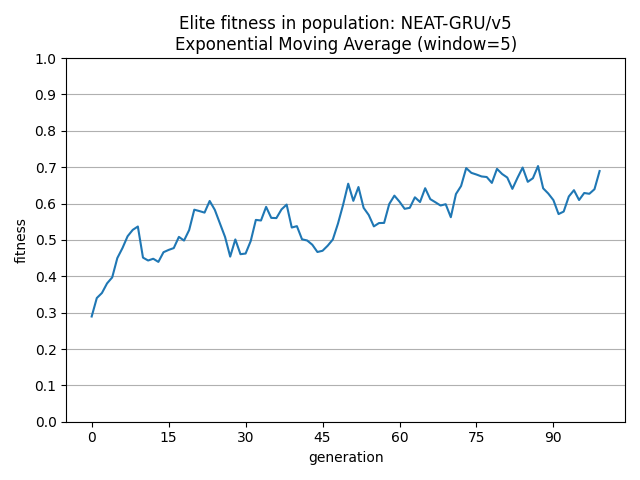 Elite fitness in population: NEAT-GRU/v5
Exponential Moving Average (window=5)
1.0
0.9
0.8
0.7
0.6
0.5
0.4
0.3
0.2
0.1
0.0
fitness
0 15 30 45 60 75 90
generation